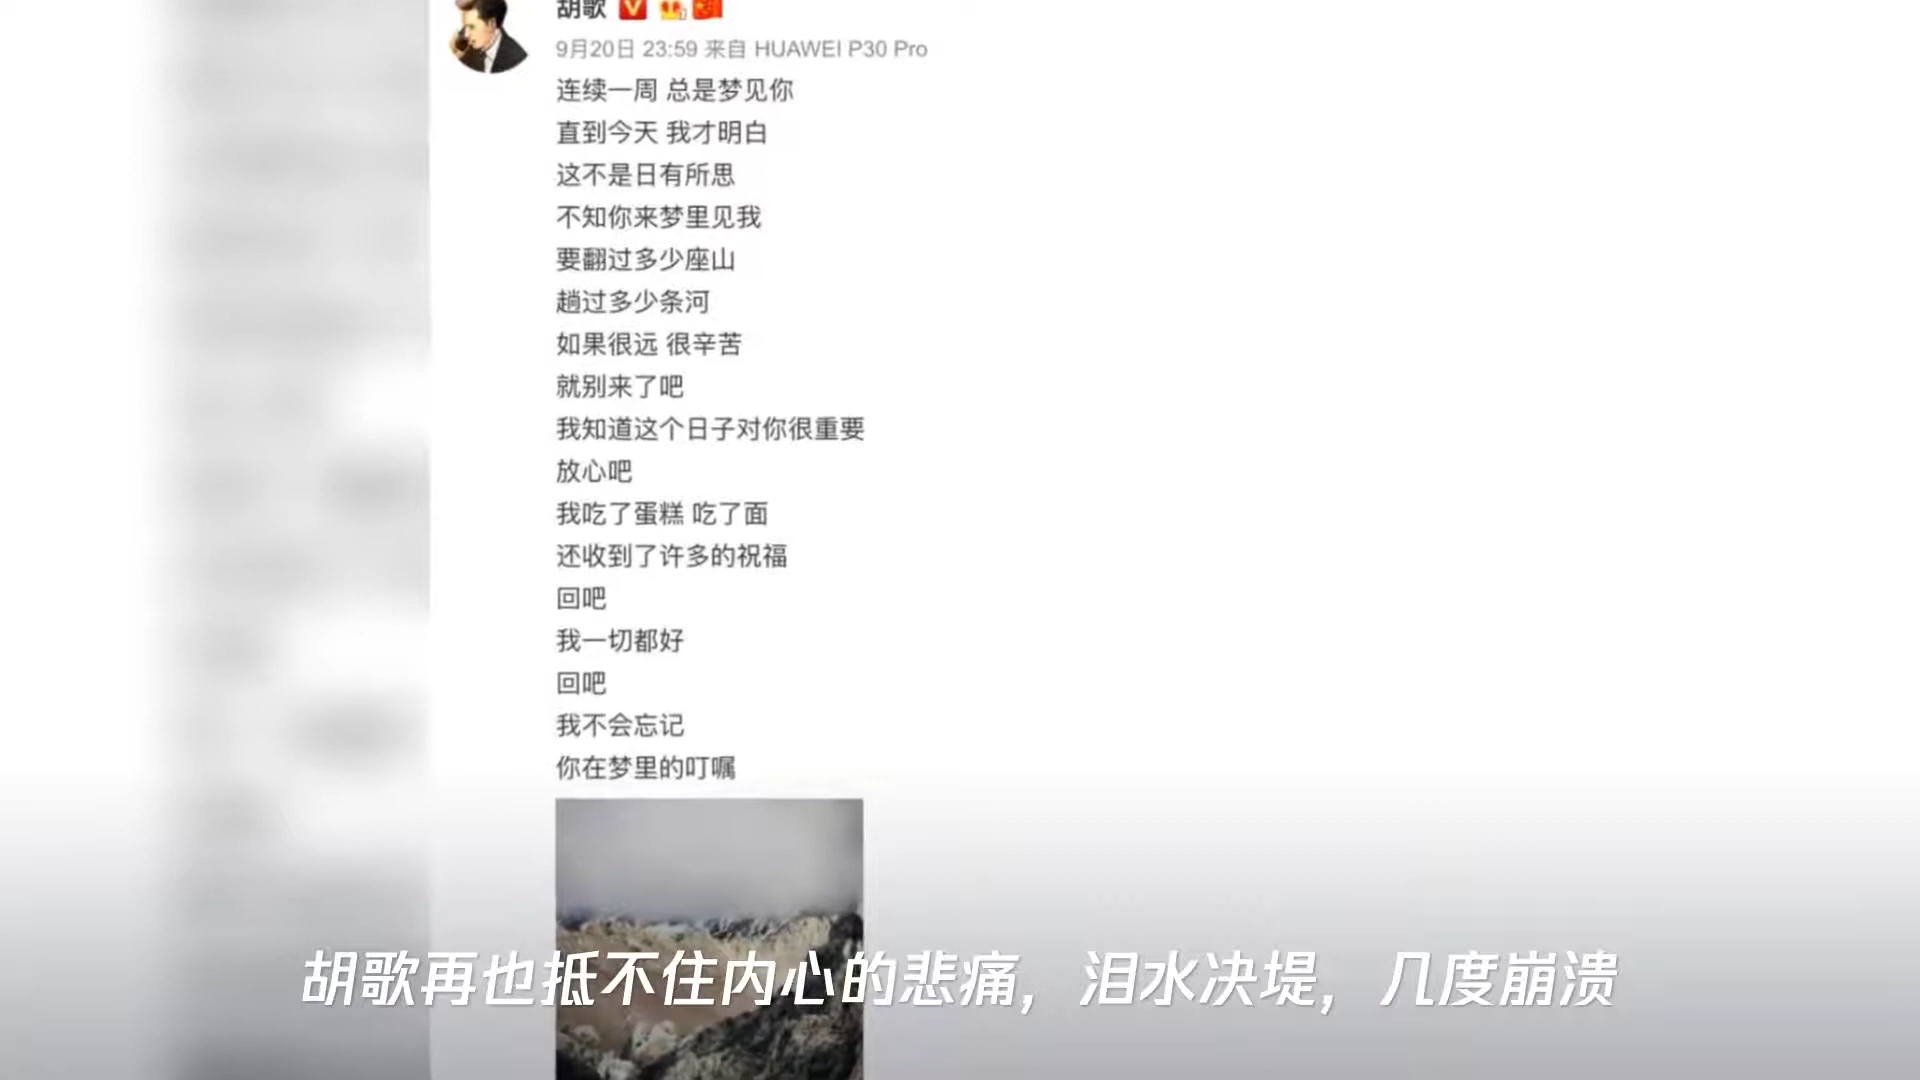 胡歌
9月20日 23:59 来自 HUAWEI P30 Pro
连续一周 总是梦见你
直到今天 我才明白
这不是日有所思
不知你来梦里见我
要翻过多少座山
趟过多少条河
如果很远 很辛苦
就别来了吧
我知道这个日子对你很重要
放心吧
我吃了蛋糕 吃了面
还收到了许多的祝福
回吧
我一切都好
回吧
我不会忘记
你在梦里的叮嘱
胡歌再也抵不住内心的悲痛，泪水决堤，几度崩溃